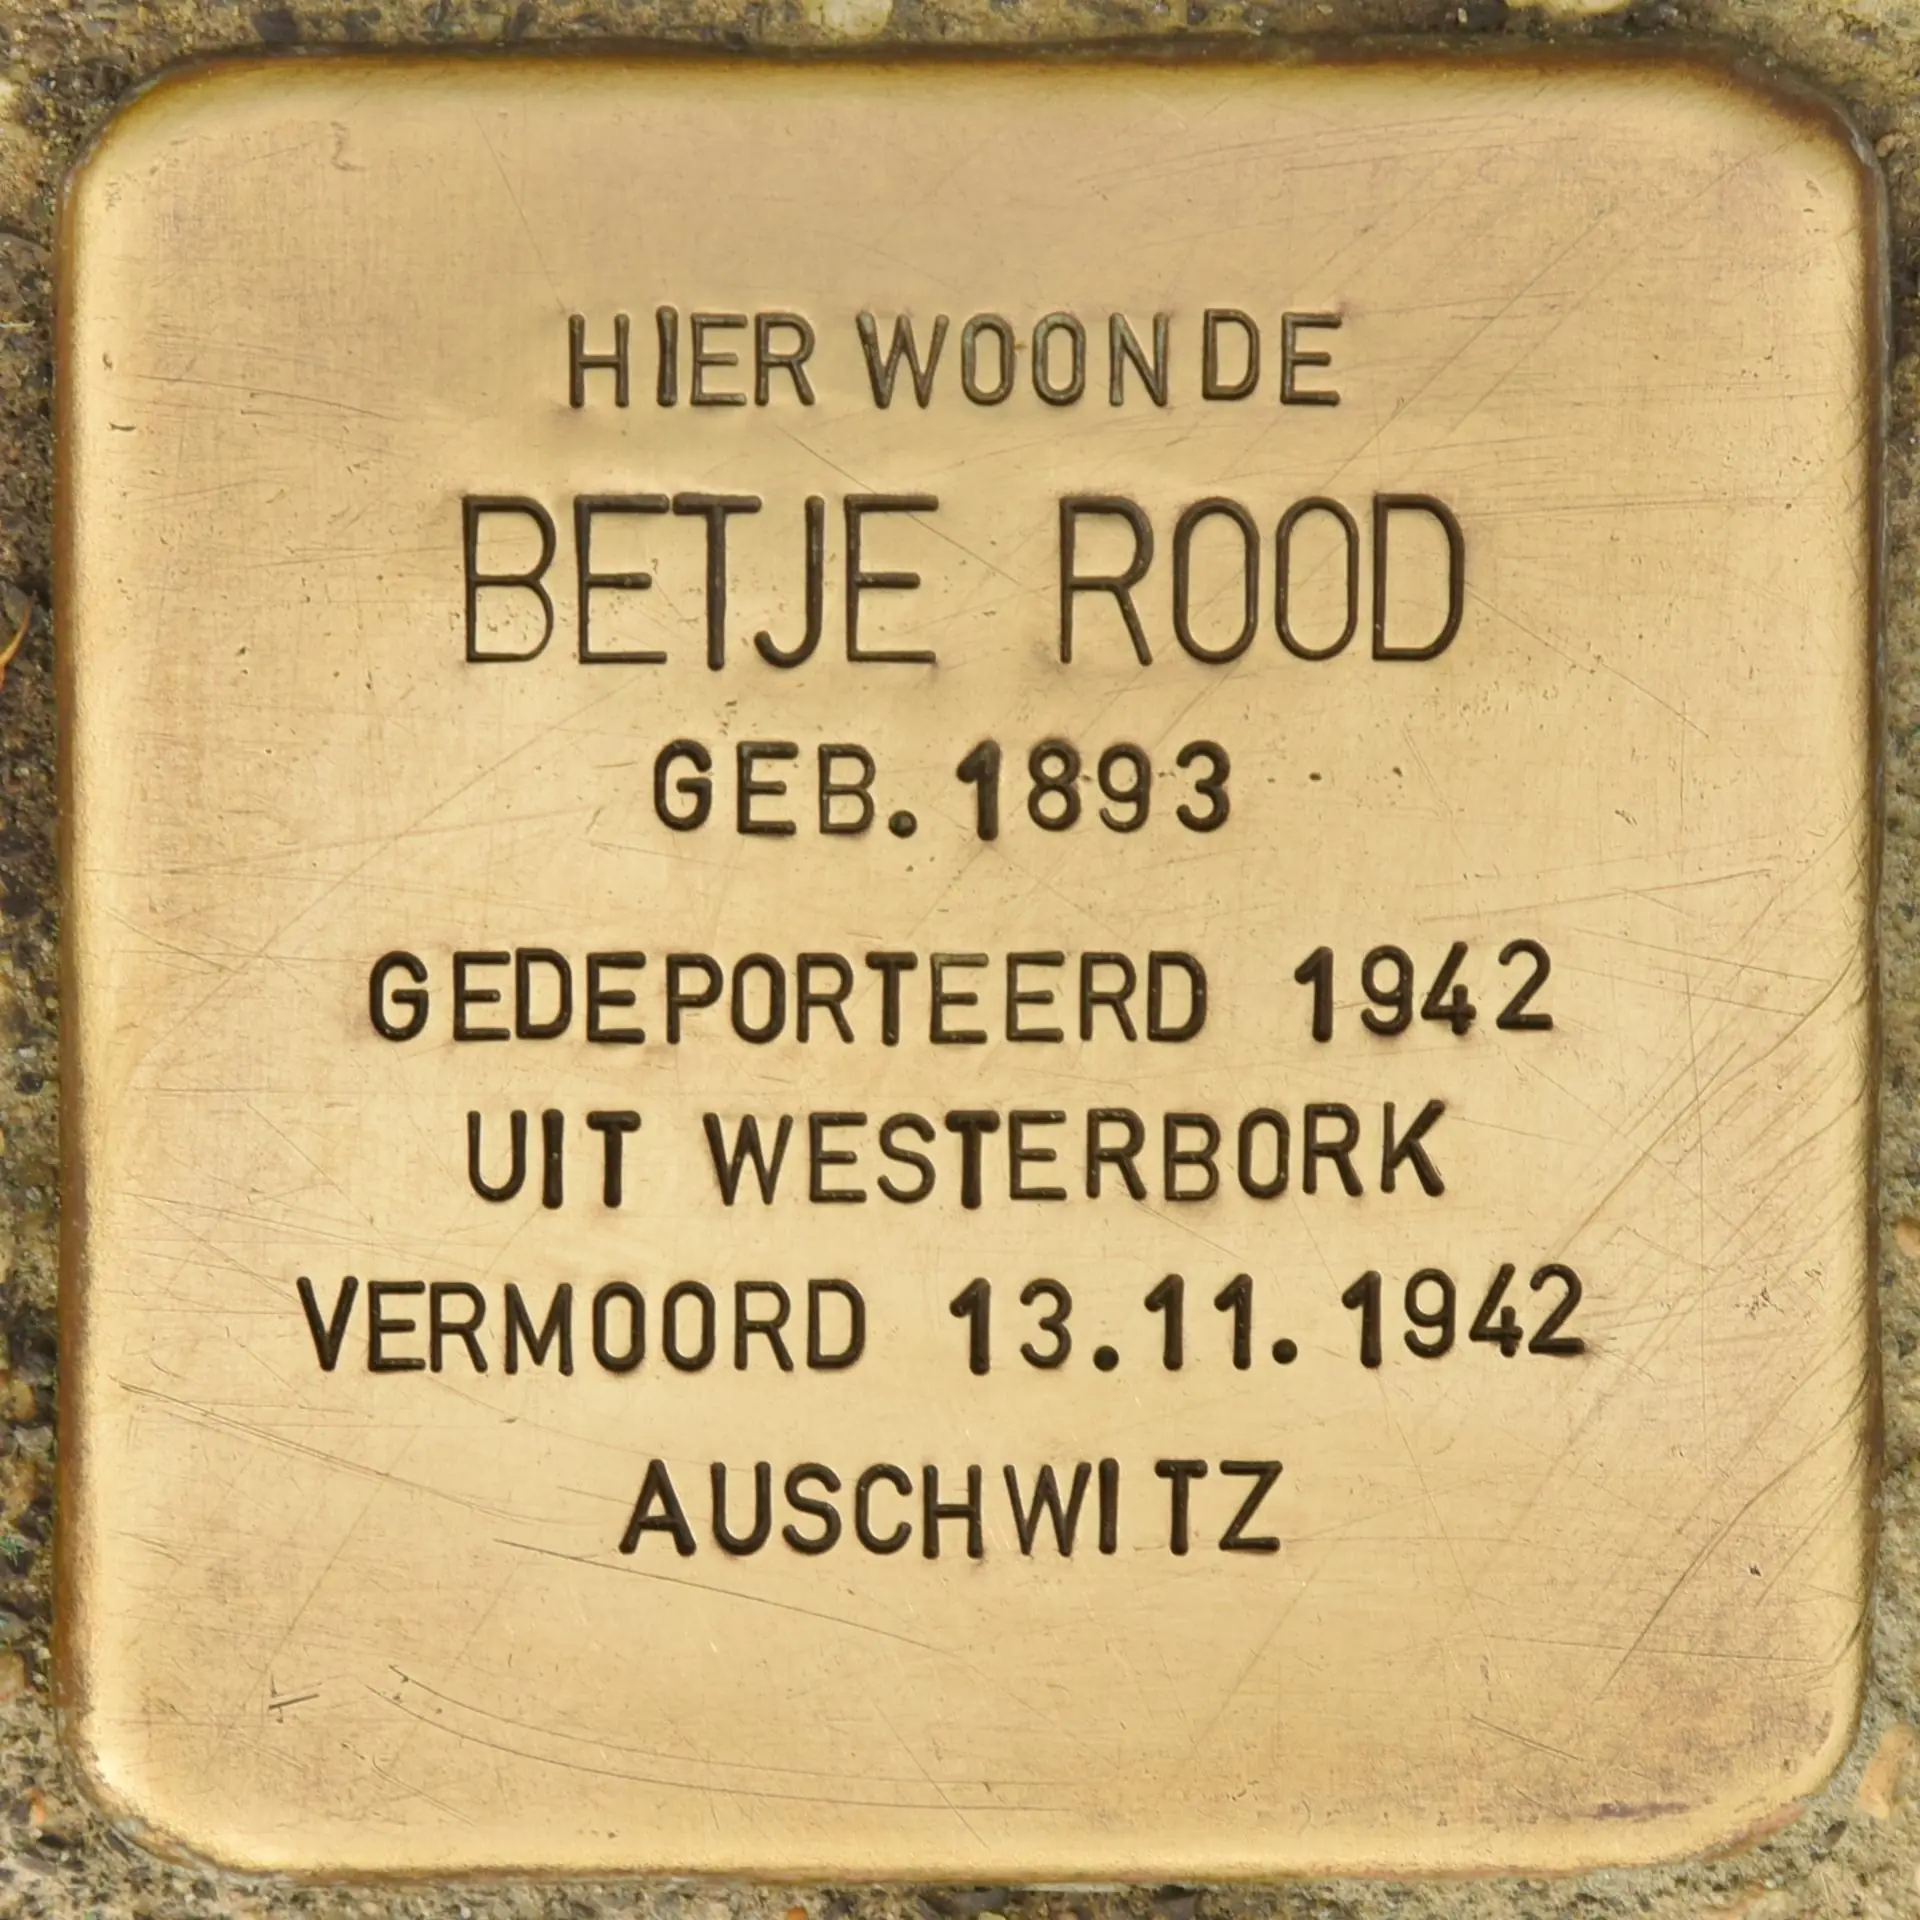 HIER WOONDE
BETJE ROOD
GEB. 1893
GEDEPORTEERD 1942
UIT WESTERBORK
VERMOORD 13.11.1942
AUSCHWITZ